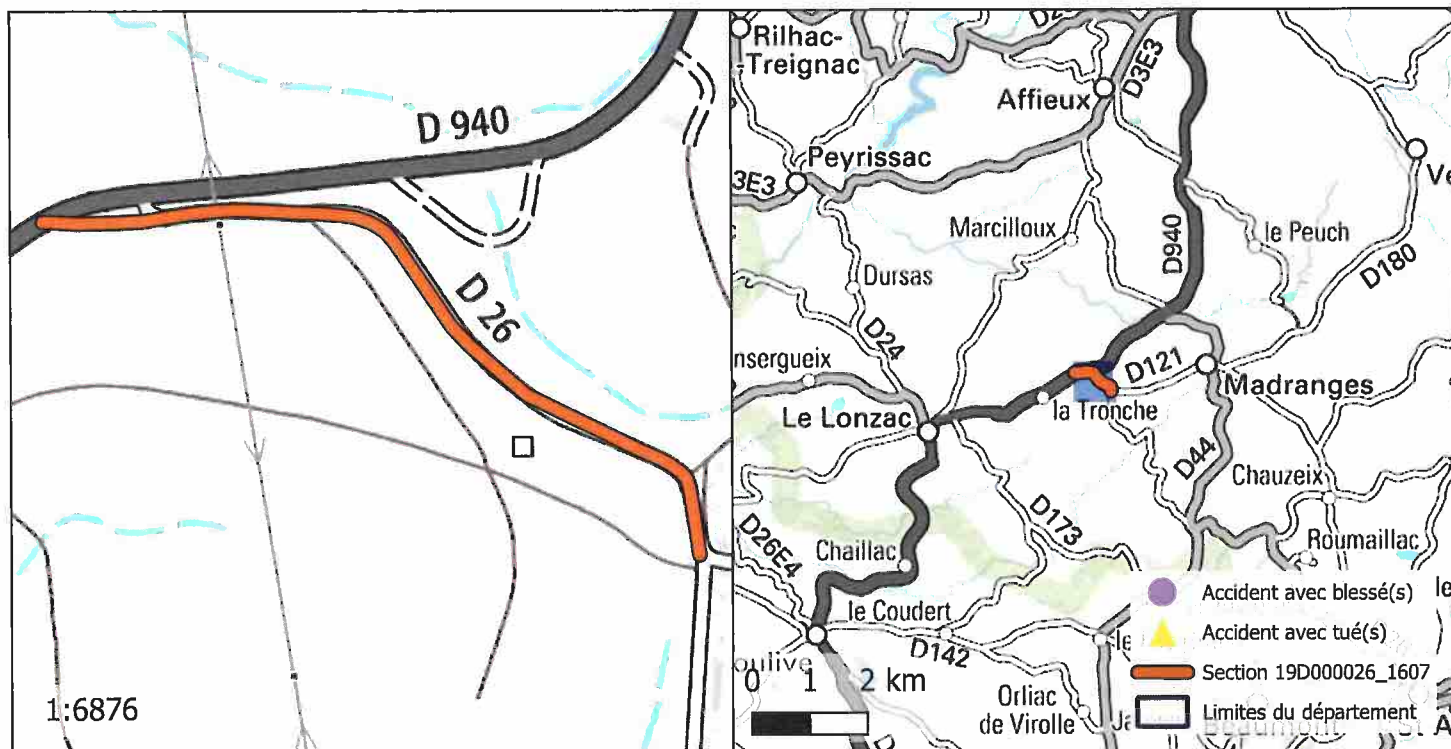 D 940
D 26
1:6876
Rilhac-
-Treignac
Affieux
D3E3
Peyrissac
3E3
Marcilloux
le Peuch
D940
D180
Dursas
D24
nsergueix
D121
Madranges
la Tronche
Le Lonzac
D44
Chauzeix
D173
Roumaillac
D26E4
Chaillac
le Coudert
D142
oulive
0 1 2 km
Orliac
de Virolle
Accident avec blessé(s)
Accident avec tué(s)
Section 19D000026_1607
Limites du département